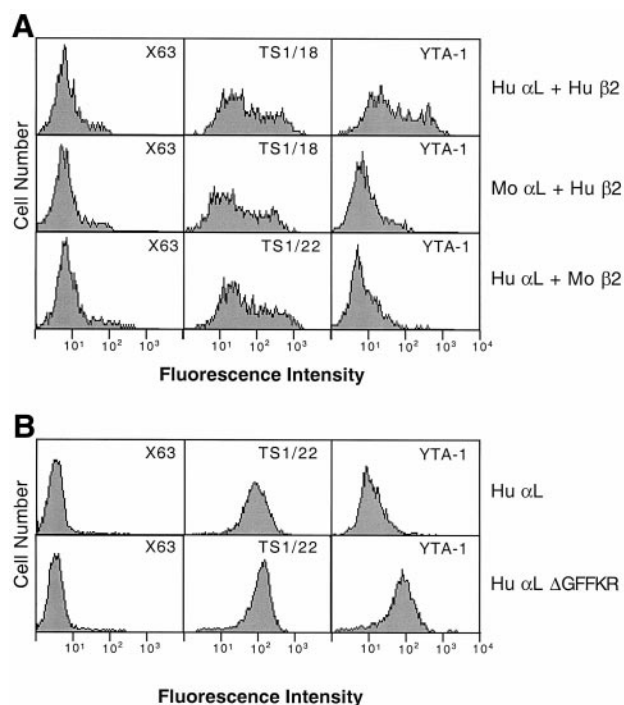 A
X63 TS1/18 YTA-1 Hu αL + Hu β2
X63 TS1/18 YTA-1 Mo αL + Hu β2
X63 TS1/22 YTA-1 Hu αL + Mo β2
Cell Number
10¹ 10² 10³ 10¹ 10² 10³ 10¹ 10² 10³ 10⁴
Fluorescence Intensity
B
X63 TS1/22 YTA-1 Hu αL
X63 TS1/22 YTA-1 Hu αL ΔGFFKR
Cell Number
10¹ 10² 10³ 10¹ 10² 10³ 10¹ 10² 10³ 10⁴
Fluorescence Intensity